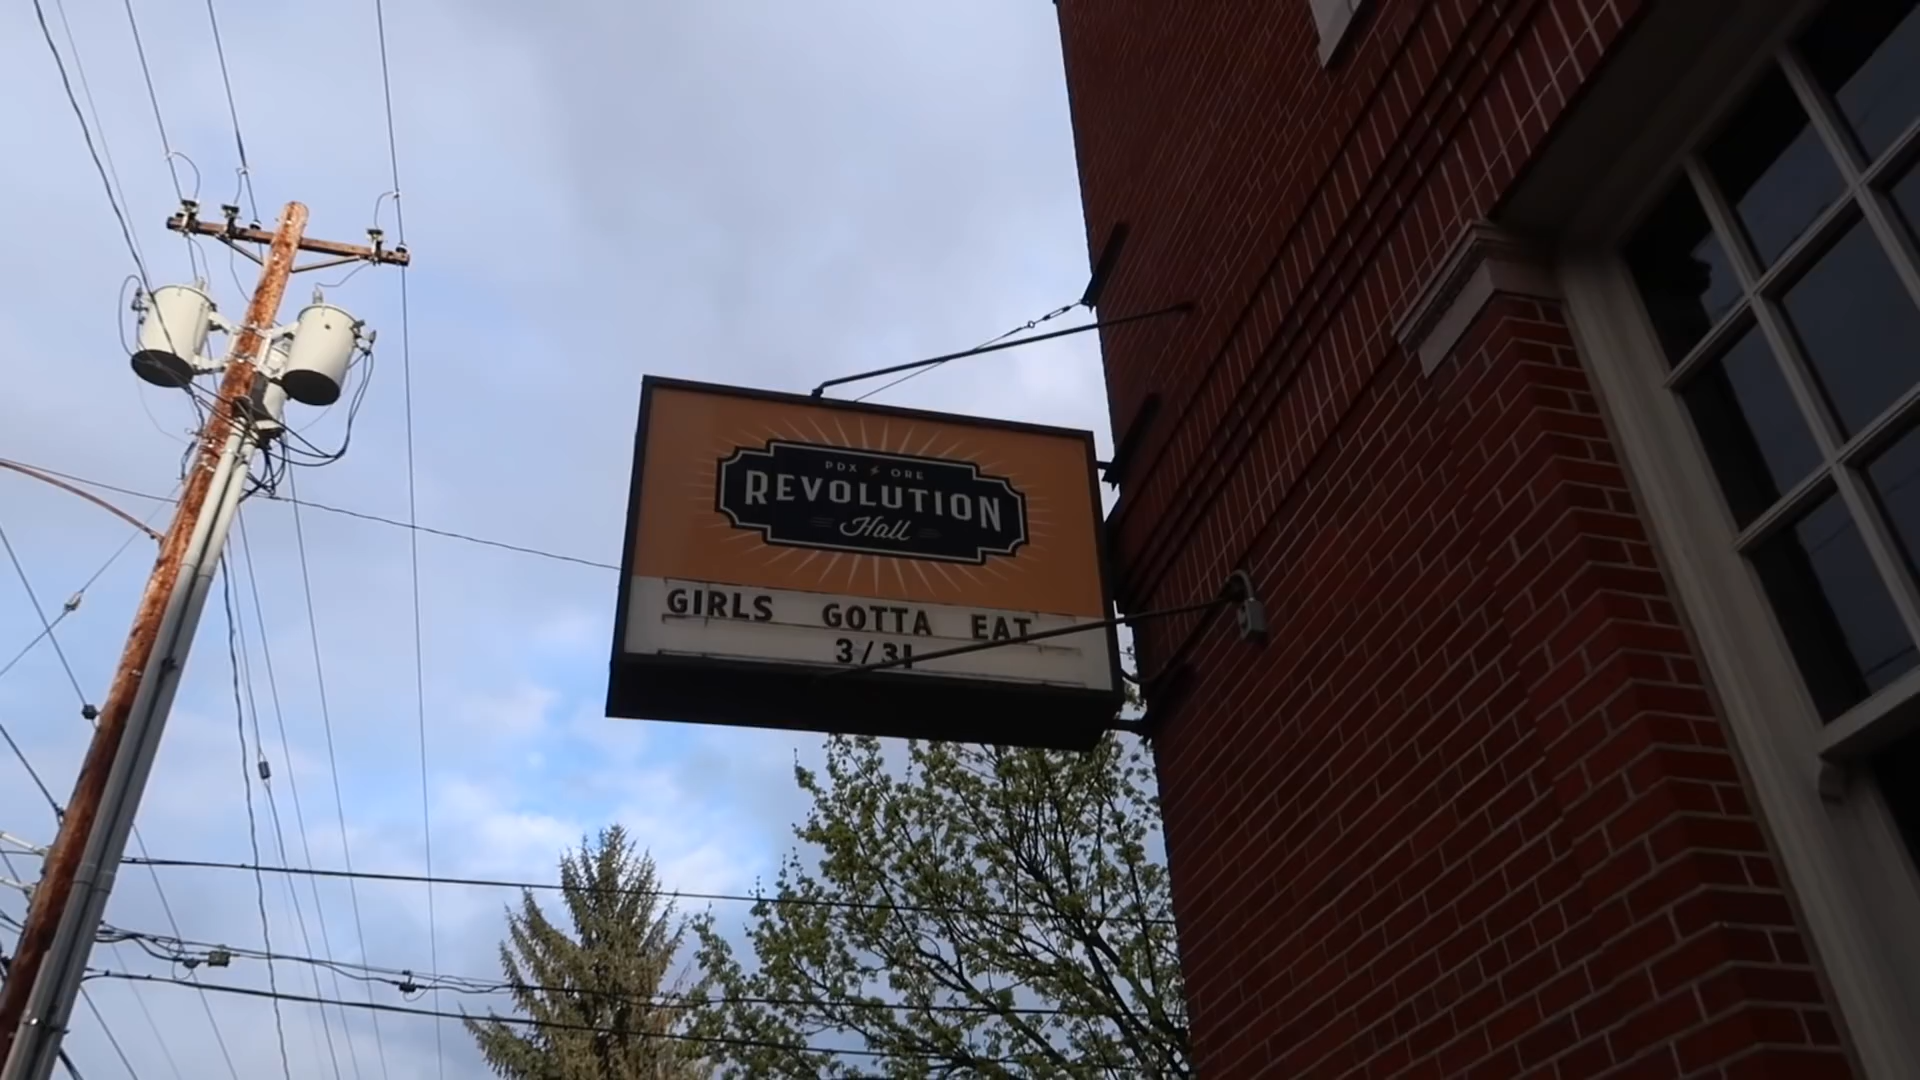 PDX ORE
REVOLUTION
Hall
GIRLS GOTTA EAT
3/31